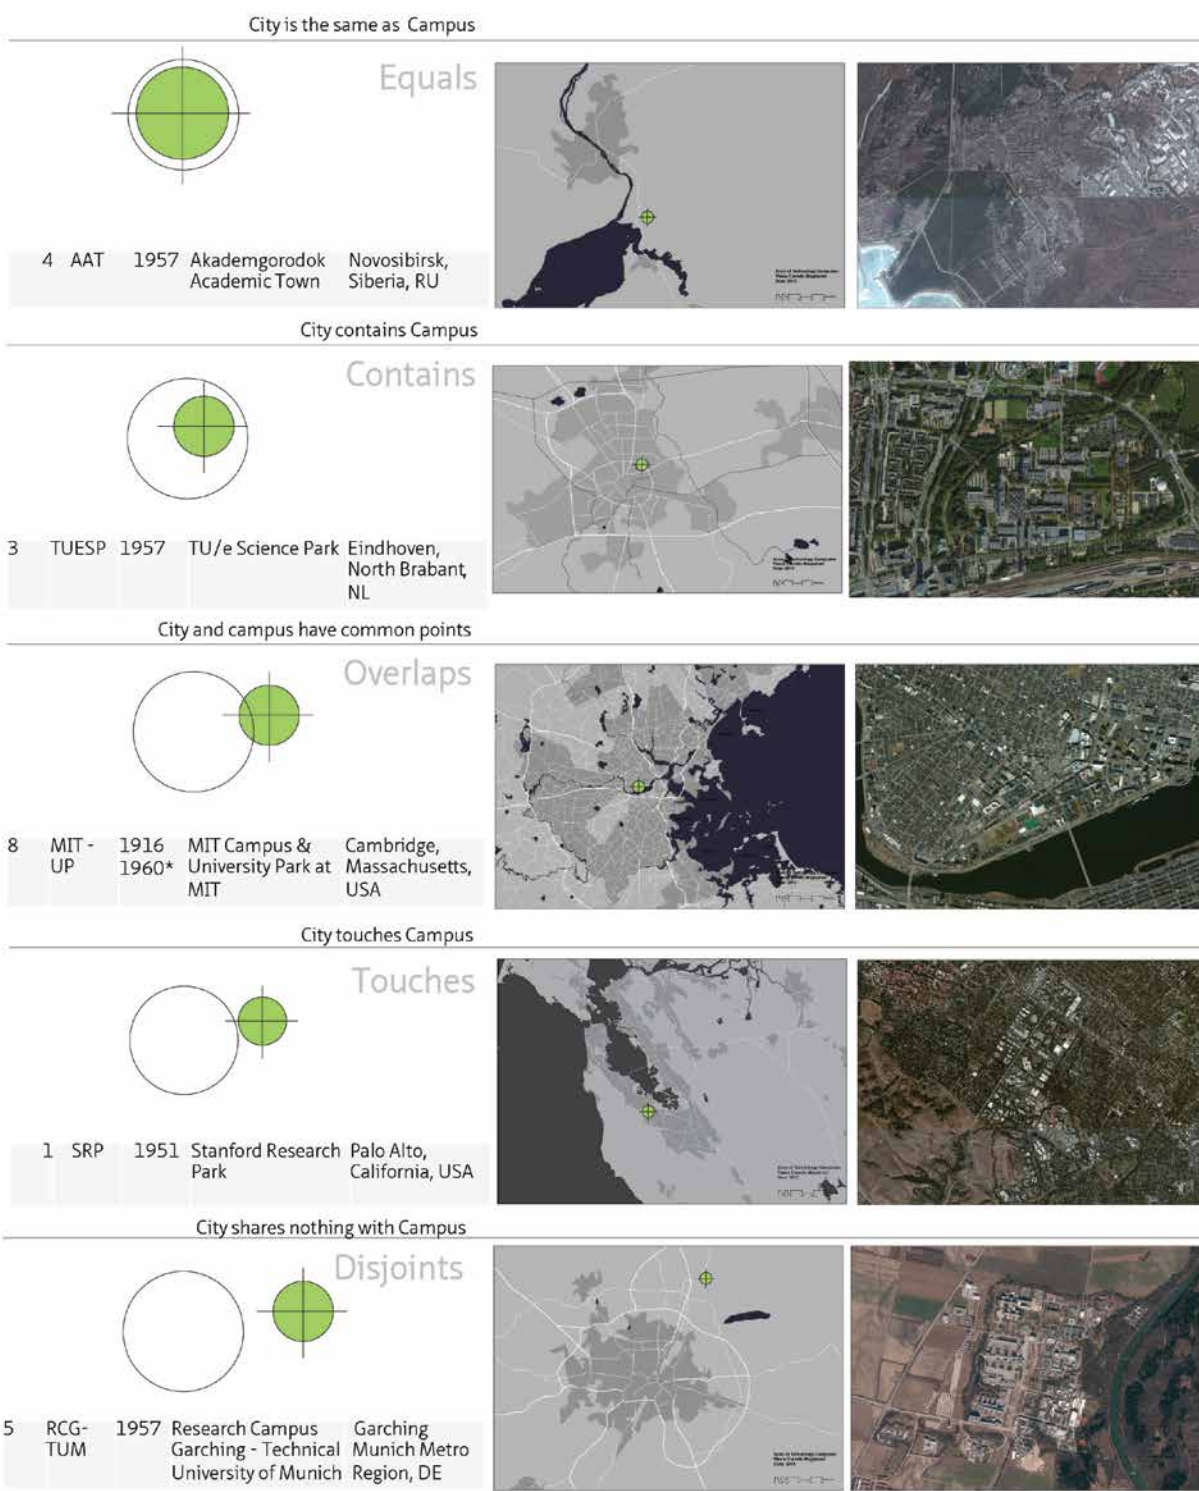 City is the same as Campus
Equals
4 AAT 1957 Akademgorodok Novosibirsk,
Academic Town Siberia, RU
City contains Campus
Contains
3 TUESP 1957 TU/e Science Park Eindhoven,
North Brabant,
NL
City and campus have common points
Overlaps
8 MIT - 1916 MIT Campus & Cambridge,
UP 1960* University Park at Massachusetts,
MIT USA
City touches Campus
Touches
1 SRP 1951 Stanford Research Palo Alto,
Park California, USA
City shares nothing with Campus
Disjoints
5 RCG- 1957 Research Campus Garching
TUM Garching - Technical Munich Metro
University of Munich Region, DE